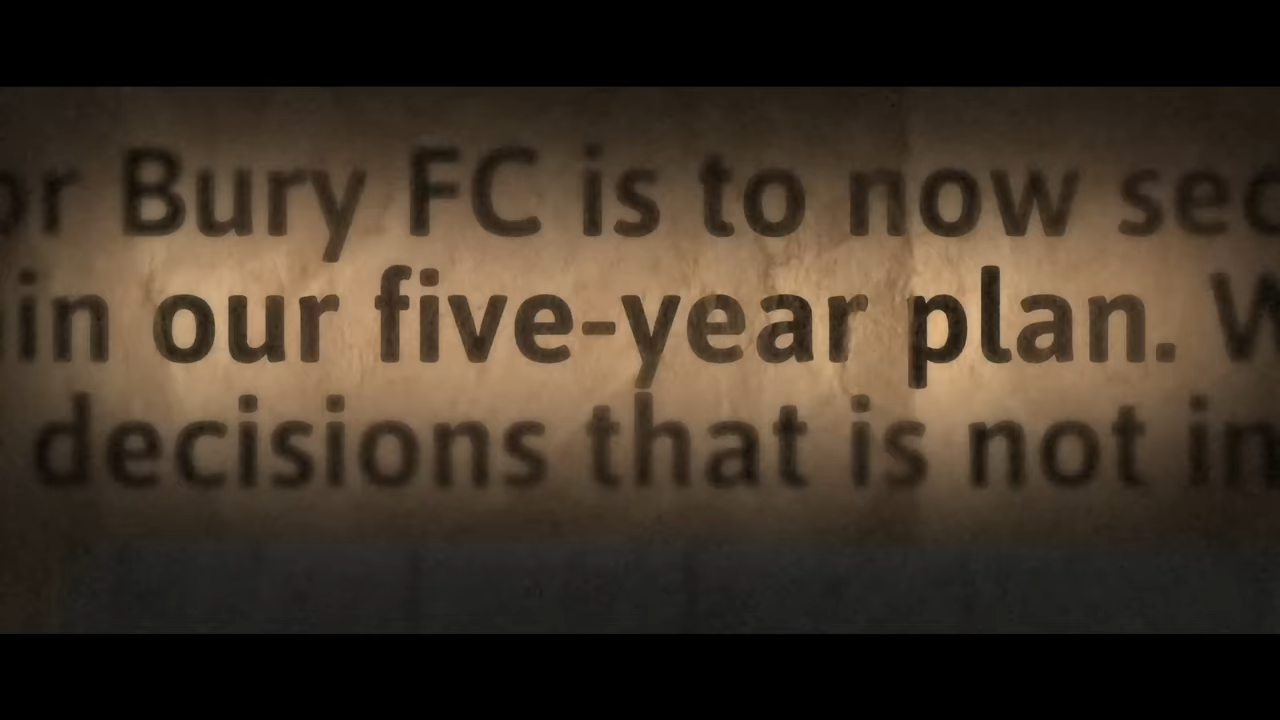 or Bury FC is to now sec
in our five-year plan. W
decisions that is not in